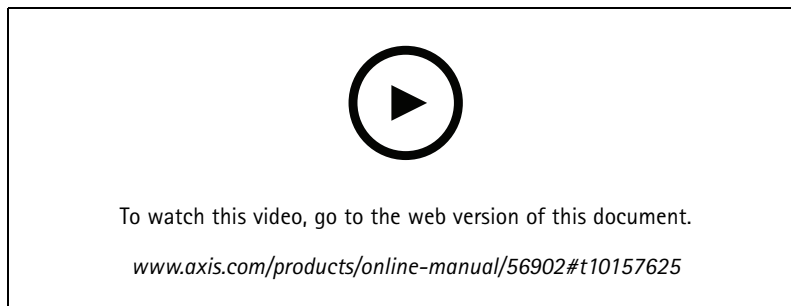 To watch this video, go to the web version of this document.
www.axis.com/products/online-manual/56902#t10157625